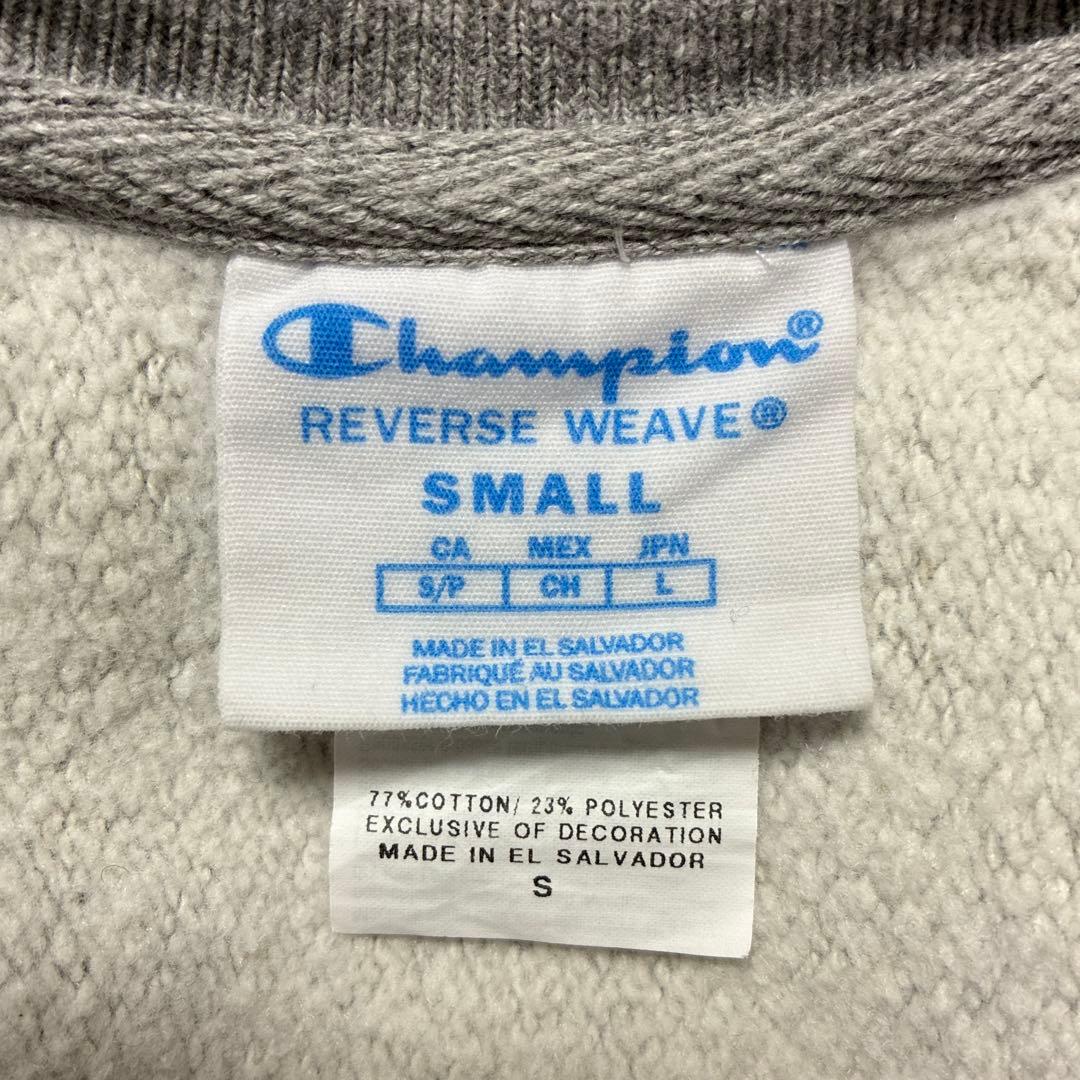 Champion®
REVERSE WEAVE®
SMALL
CA MEX JPN
S/P CH L
MADE IN EL SALVADOR
FABRIQUÉ AU SALVADOR
HECHO EN EL SALVADOR
77%COTTON/ 23% POLYESTER
EXCLUSIVE OF DECORATION
MADE IN EL SALVADOR
S